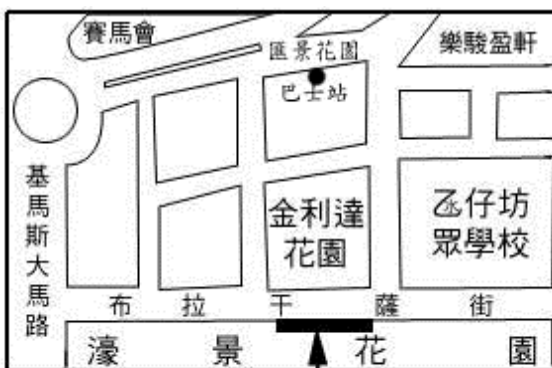 賽馬會
匯景花園
樂駿盈軒
巴士站
基馬斯大馬路
金利達
花園
氹仔坊
眾學校
布拉干薩街
濠景花園